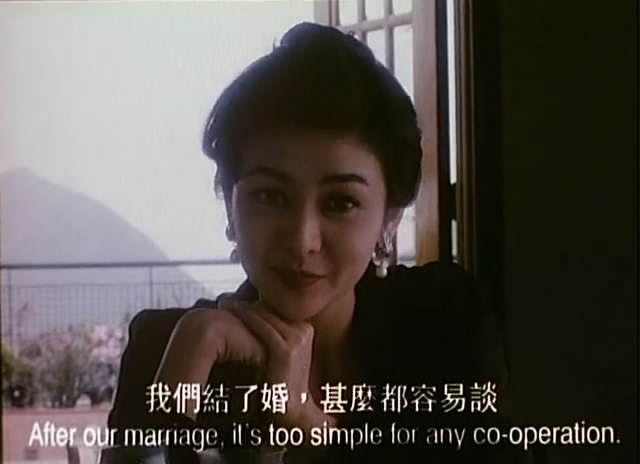 我們結了婚，甚麼都容易談
After our marriage, it's too simple for any co-operation.